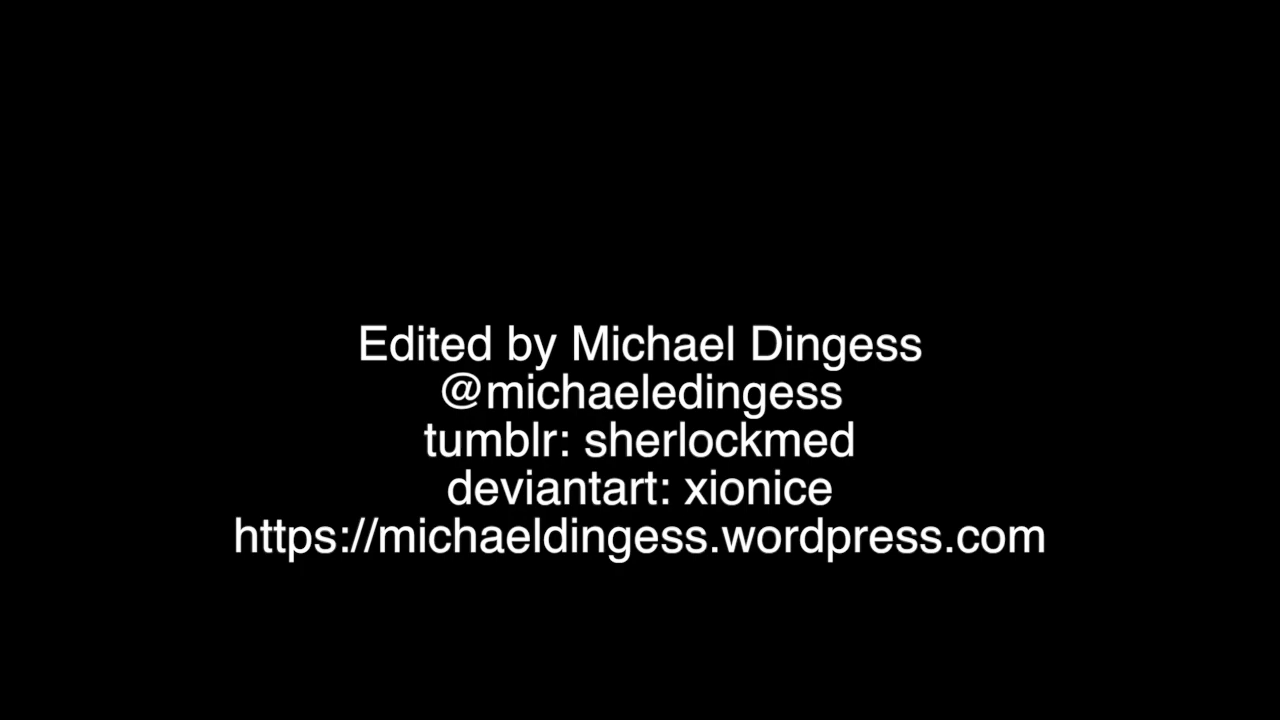 Edited by Michael Dingess
@michaeledingess
tumblr: sherlockmed
deviantart: xionice
https://michaeldingess.wordpress.com